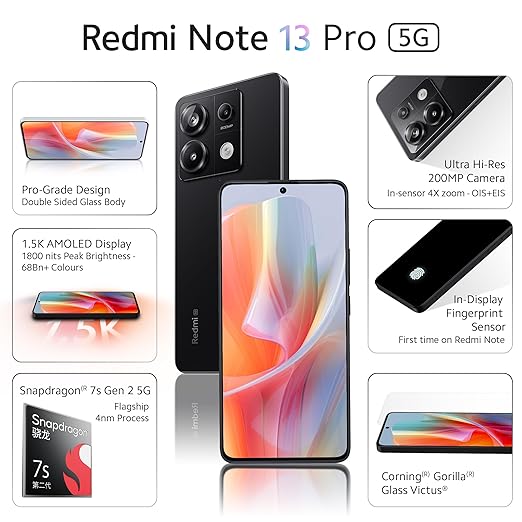 Redmi Note 13 Pro 5G
Pro-Grade Design
Double Sided Glass Body
1.5K AMOLED Display
1800 nits Peak Brightness -
68Bn+ Colours
1.5K
Snapdragon(R) 7s Gen 2 5G
Flagship
4nm Process
Snapdragon
骁龙
7s
第二代
200MP
Redmi
Ultra Hi-Res
200MP Camera
In-sensor 4X zoom - OIS+EIS
In-Display
Fingerprint
Sensor
First time on Redmi Note
Corning(R) Gorilla(R)
Glass Victus®